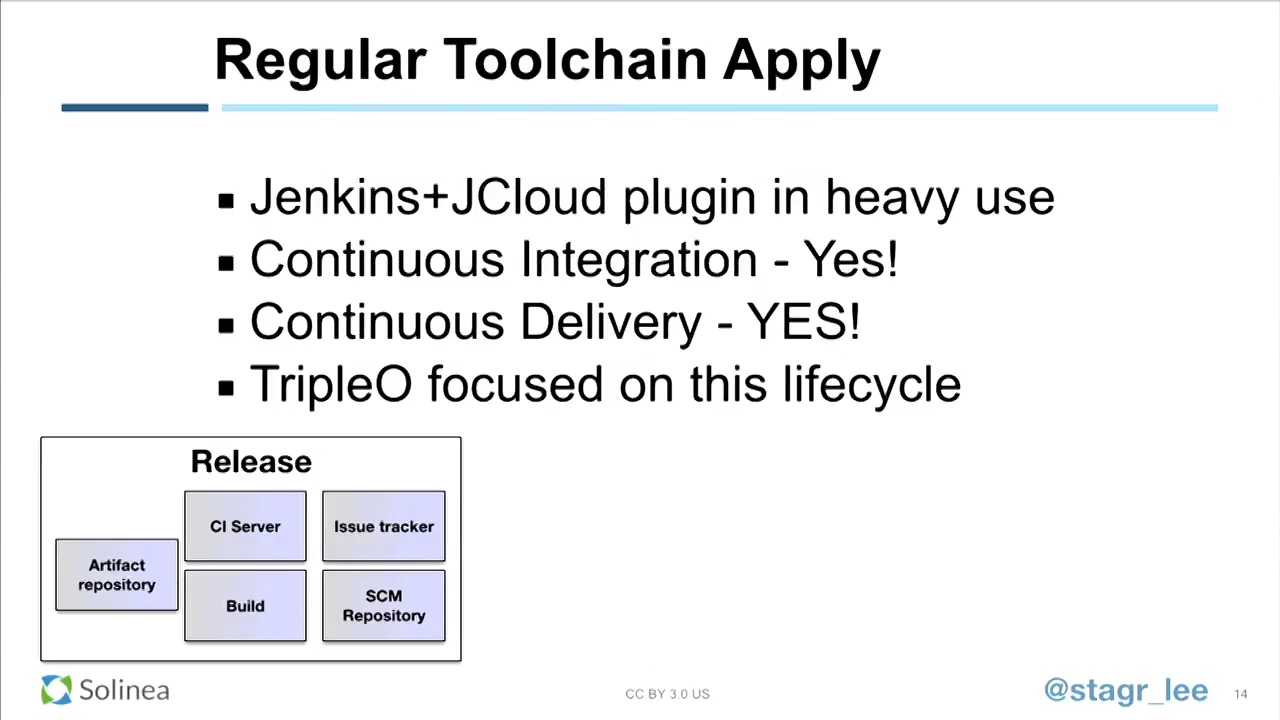 Regular Toolchain Apply
Jenkins+JCloud plugin in heavy use
Continuous Integration - Yes!
Continuous Delivery - YES!
TripleO focused on this lifecycle
Release
CI Server
Issue tracker
Artifact
repository
Build
SCM
Repository
Solinea
CC BY 3.0 US
@stagr_lee
14